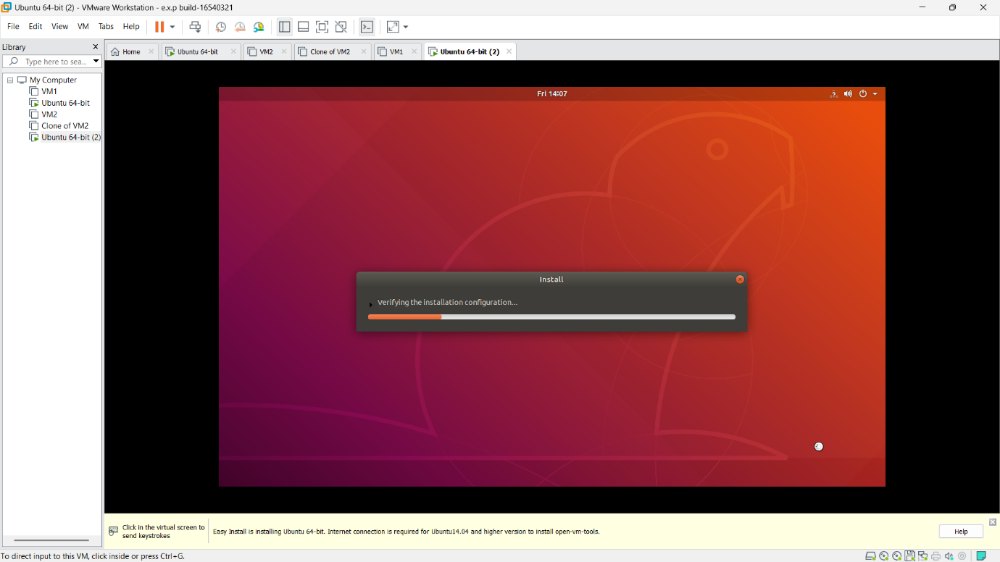 Ubuntu 64-bit (2) - VMware Workstation - e.x.p build-16540321
File Edit View VM Tabs Help
Library
Type here to sea...
Home
Ubuntu 64-bit
VM2
Clone of VM2
VM1
Ubuntu 64-bit (2)
My Computer
VM1
Ubuntu 64-bit
VM2
Clone of VM2
Ubuntu 64-bit (2)
Fri 14:07
Install
Verifying the installation configuration...
Click in the virtual screen to
send keystrokes
Easy Install is installing Ubuntu 64-bit. Internet connection is required for Ubuntu14.04 and higher version to install open-vm-tools.
Help
To direct input to this VM, click inside or press Ctrl+G.